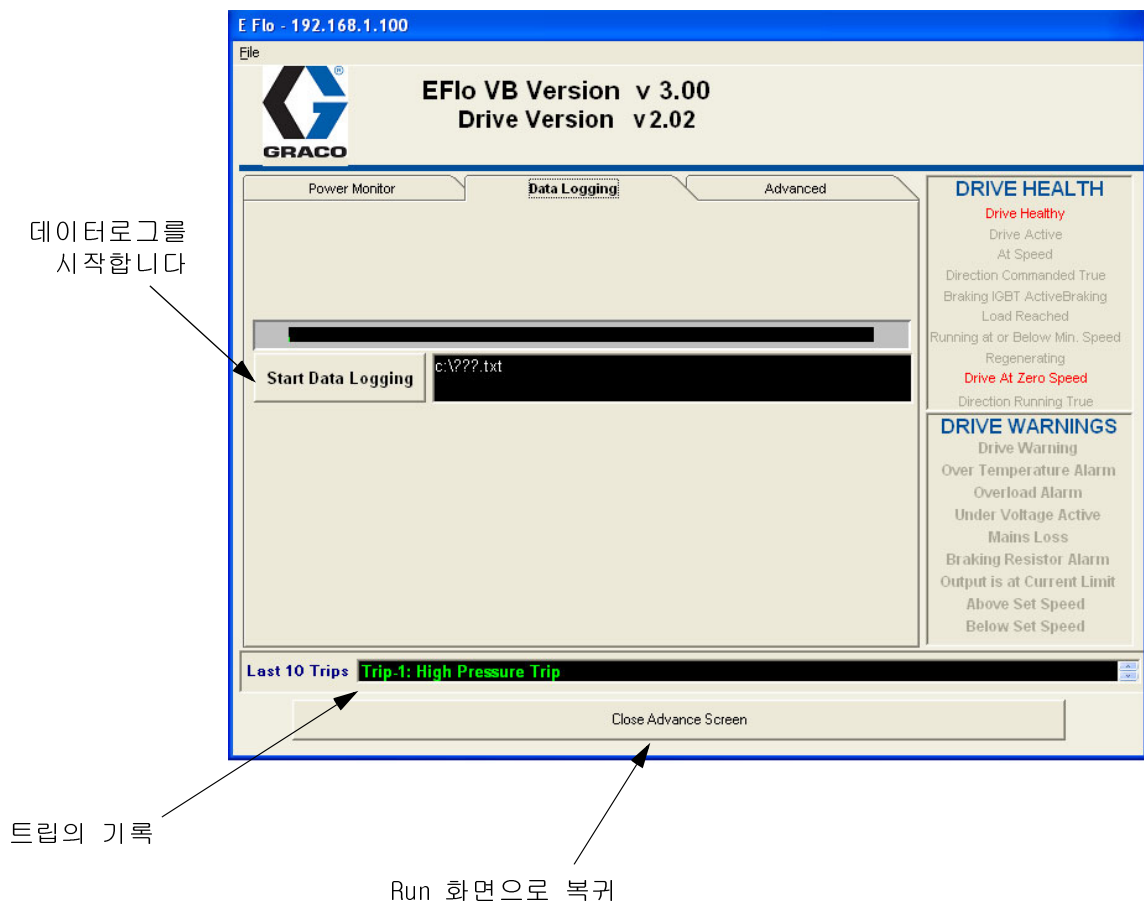 E Flo - 192.168.1.100
File
GRACO
®
EFlo VB Version v 3.00
Drive Version v2.02
Power Monitor
Data Logging
Advanced
데이터로그를
시작합니다
Start Data Logging
c:\???.txt
DRIVE HEALTH
Drive Healthy
Drive Active
At Speed
Direction Commanded True
Braking IGBT ActiveBraking
Load Reached
Running at or Below Min. Speed
Regenerating
Drive At Zero Speed
Direction Running True
DRIVE WARNINGS
Drive Warning
Over Temperature Alarm
Overload Alarm
Under Voltage Active
Mains Loss
Braking Resistor Alarm
Output is at Current Limit
Above Set Speed
Below Set Speed
Last 10 Trips
Trip-1: High Pressure Trip
Close Advance Screen
트립의 기록
Run 화면으로 복귀